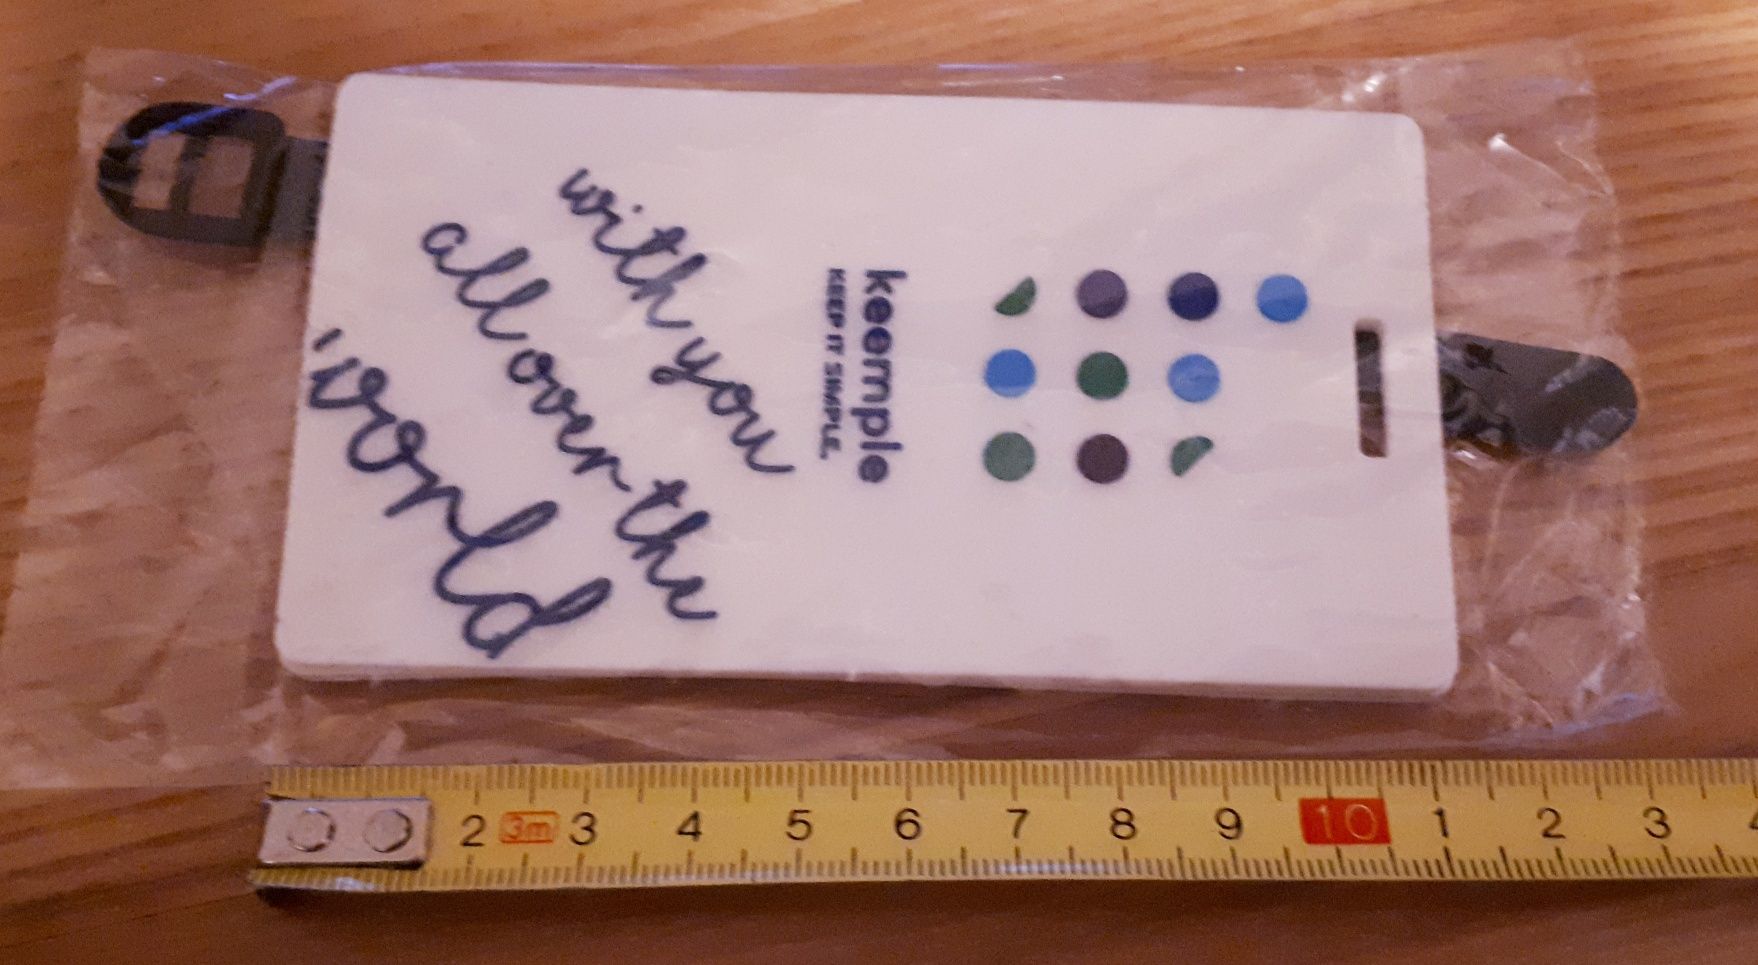 keemple
KEEP IT SIMPLE.
with you
all over the
world
2 3m 3 4 5 6 7 8 9 10 1 2 3 4